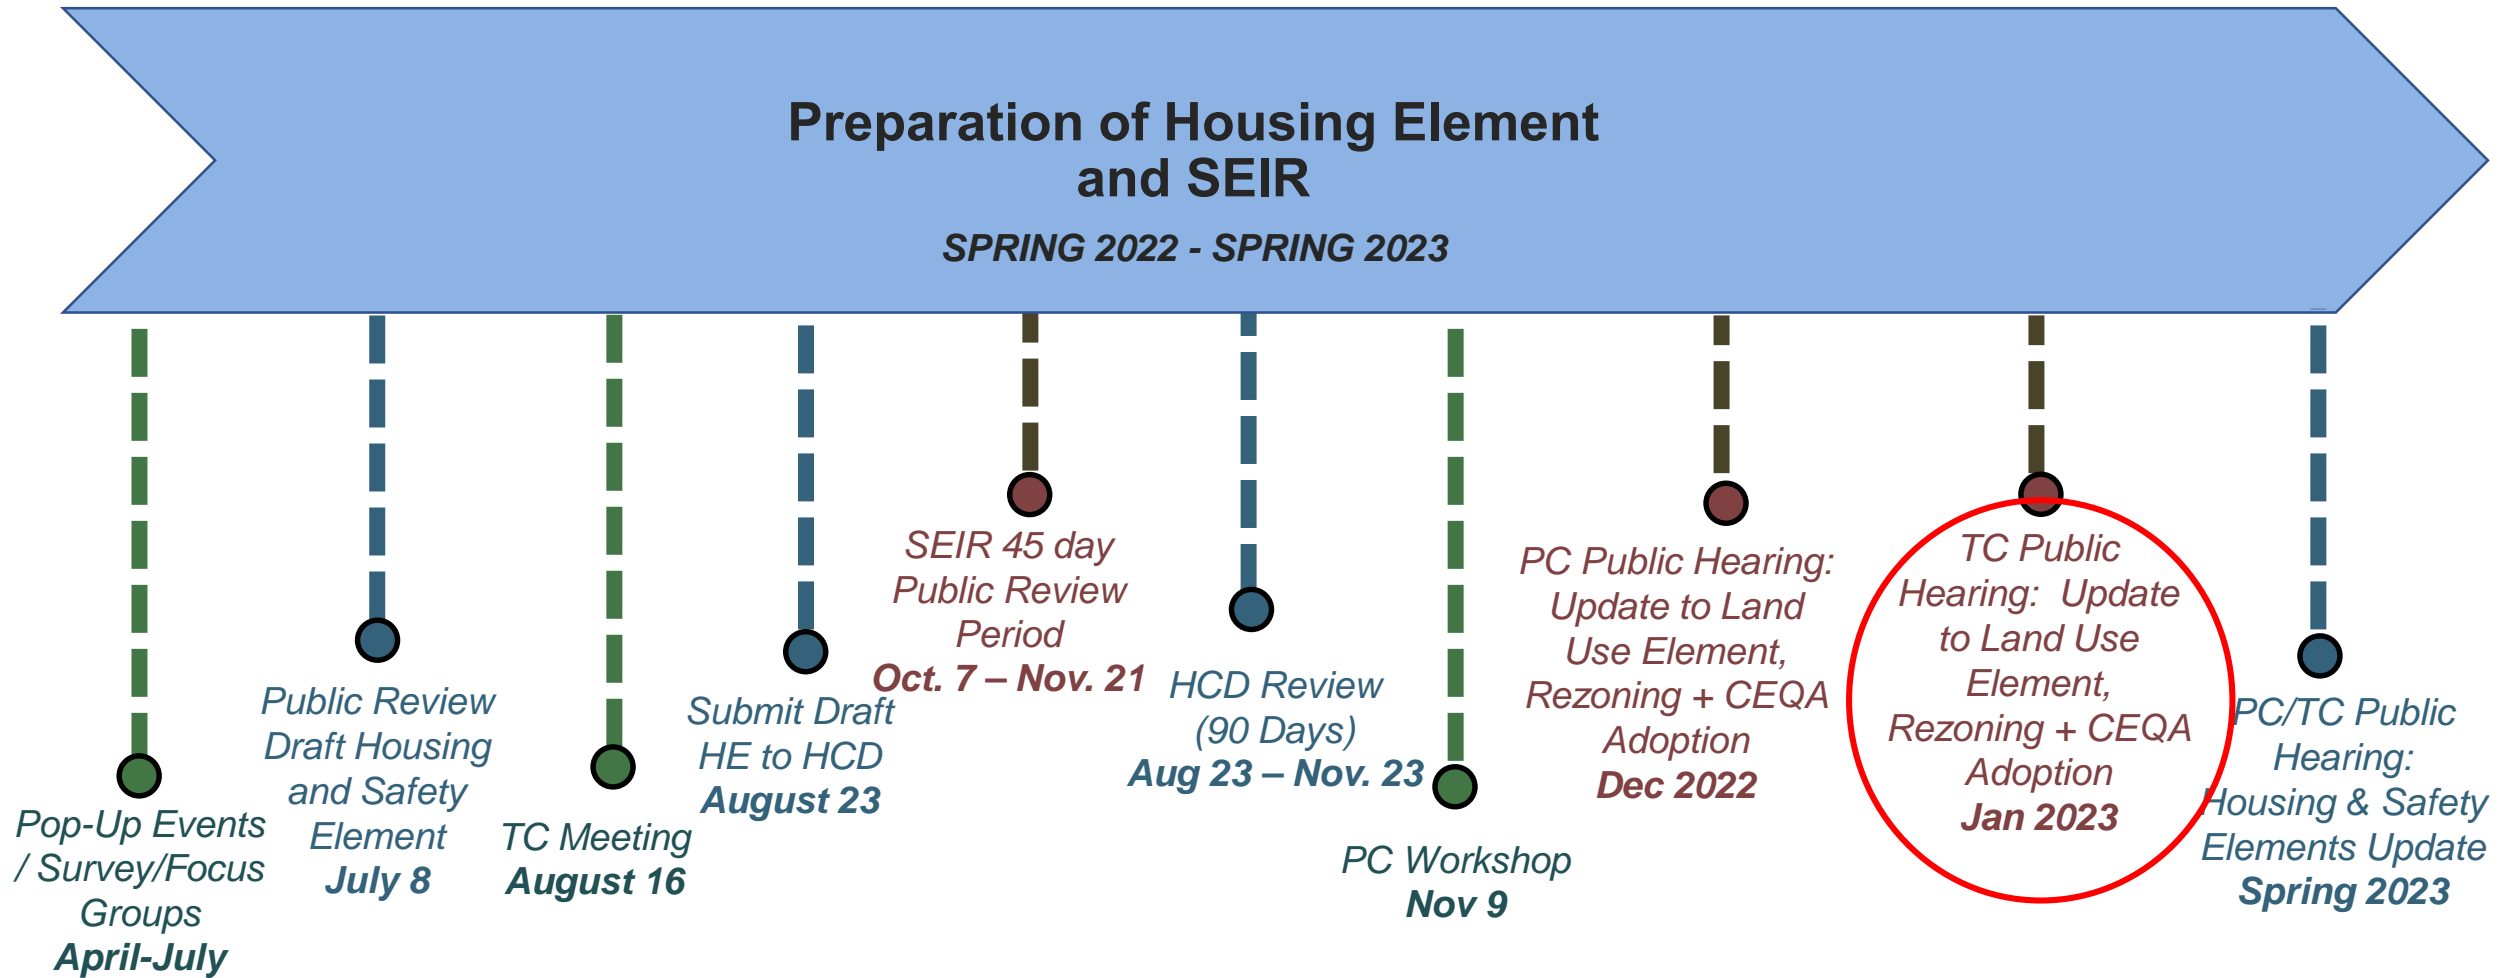 Preparation of Housing Element
and SEIR
SPRING 2022 - SPRING 2023
Pop-Up Events
/ Survey/Focus
Groups
April-July
Public Review
Draft Housing
and Safety
Element
July 8
TC Meeting
August 16
Submit Draft
HE to HCD
August 23
SEIR 45 day
Public Review
Period
Oct. 7 – Nov. 21
HCD Review
(90 Days)
Aug 23 – Nov. 23
PC Workshop
Nov 9
PC Public Hearing:
Update to Land
Use Element,
Rezoning + CEQA
Adoption
Dec 2022
TC Public
Hearing: Update
to Land Use
Element,
Rezoning + CEQA
Adoption
Jan 2023
PC/TC Public
Hearing:
Housing & Safety
Elements Update
Spring 2023